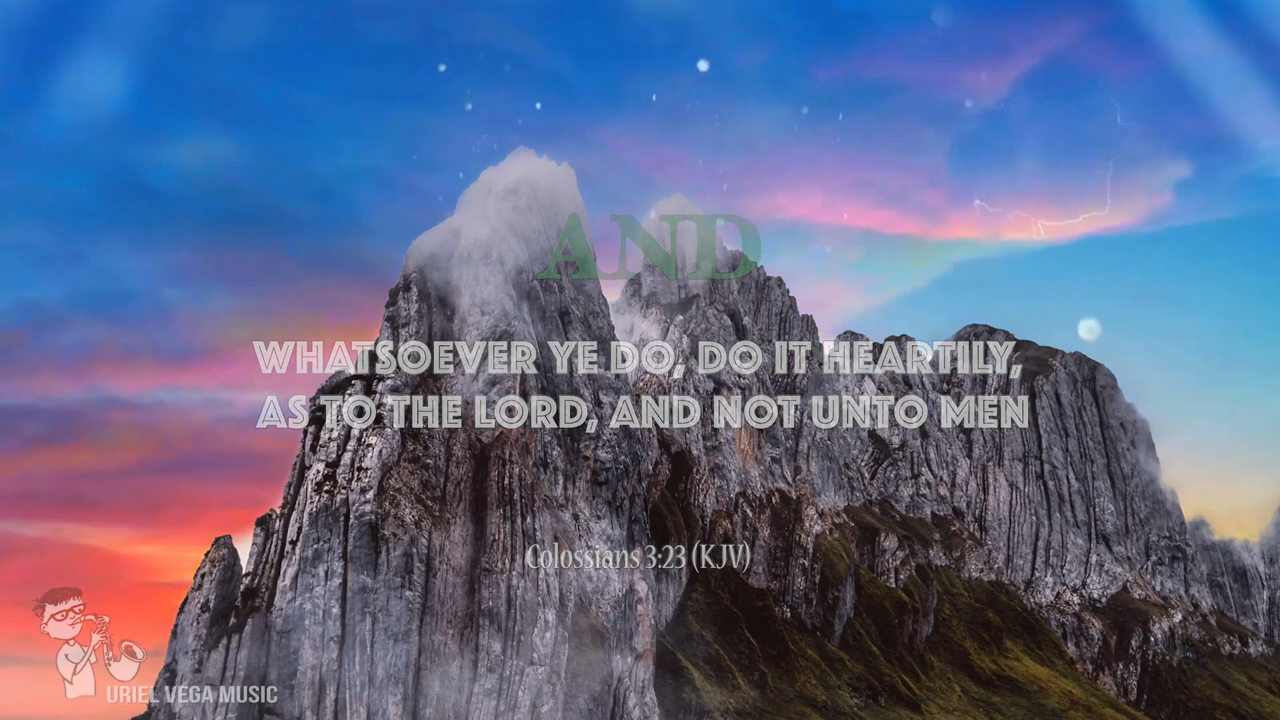 AND
WHATSOEVER YE DO, DO IT HEARTILY,
AS TO THE LORD, AND NOT UNTO MEN
Colossians 3:23 (KJV)
URIEL VEGA MUSIC